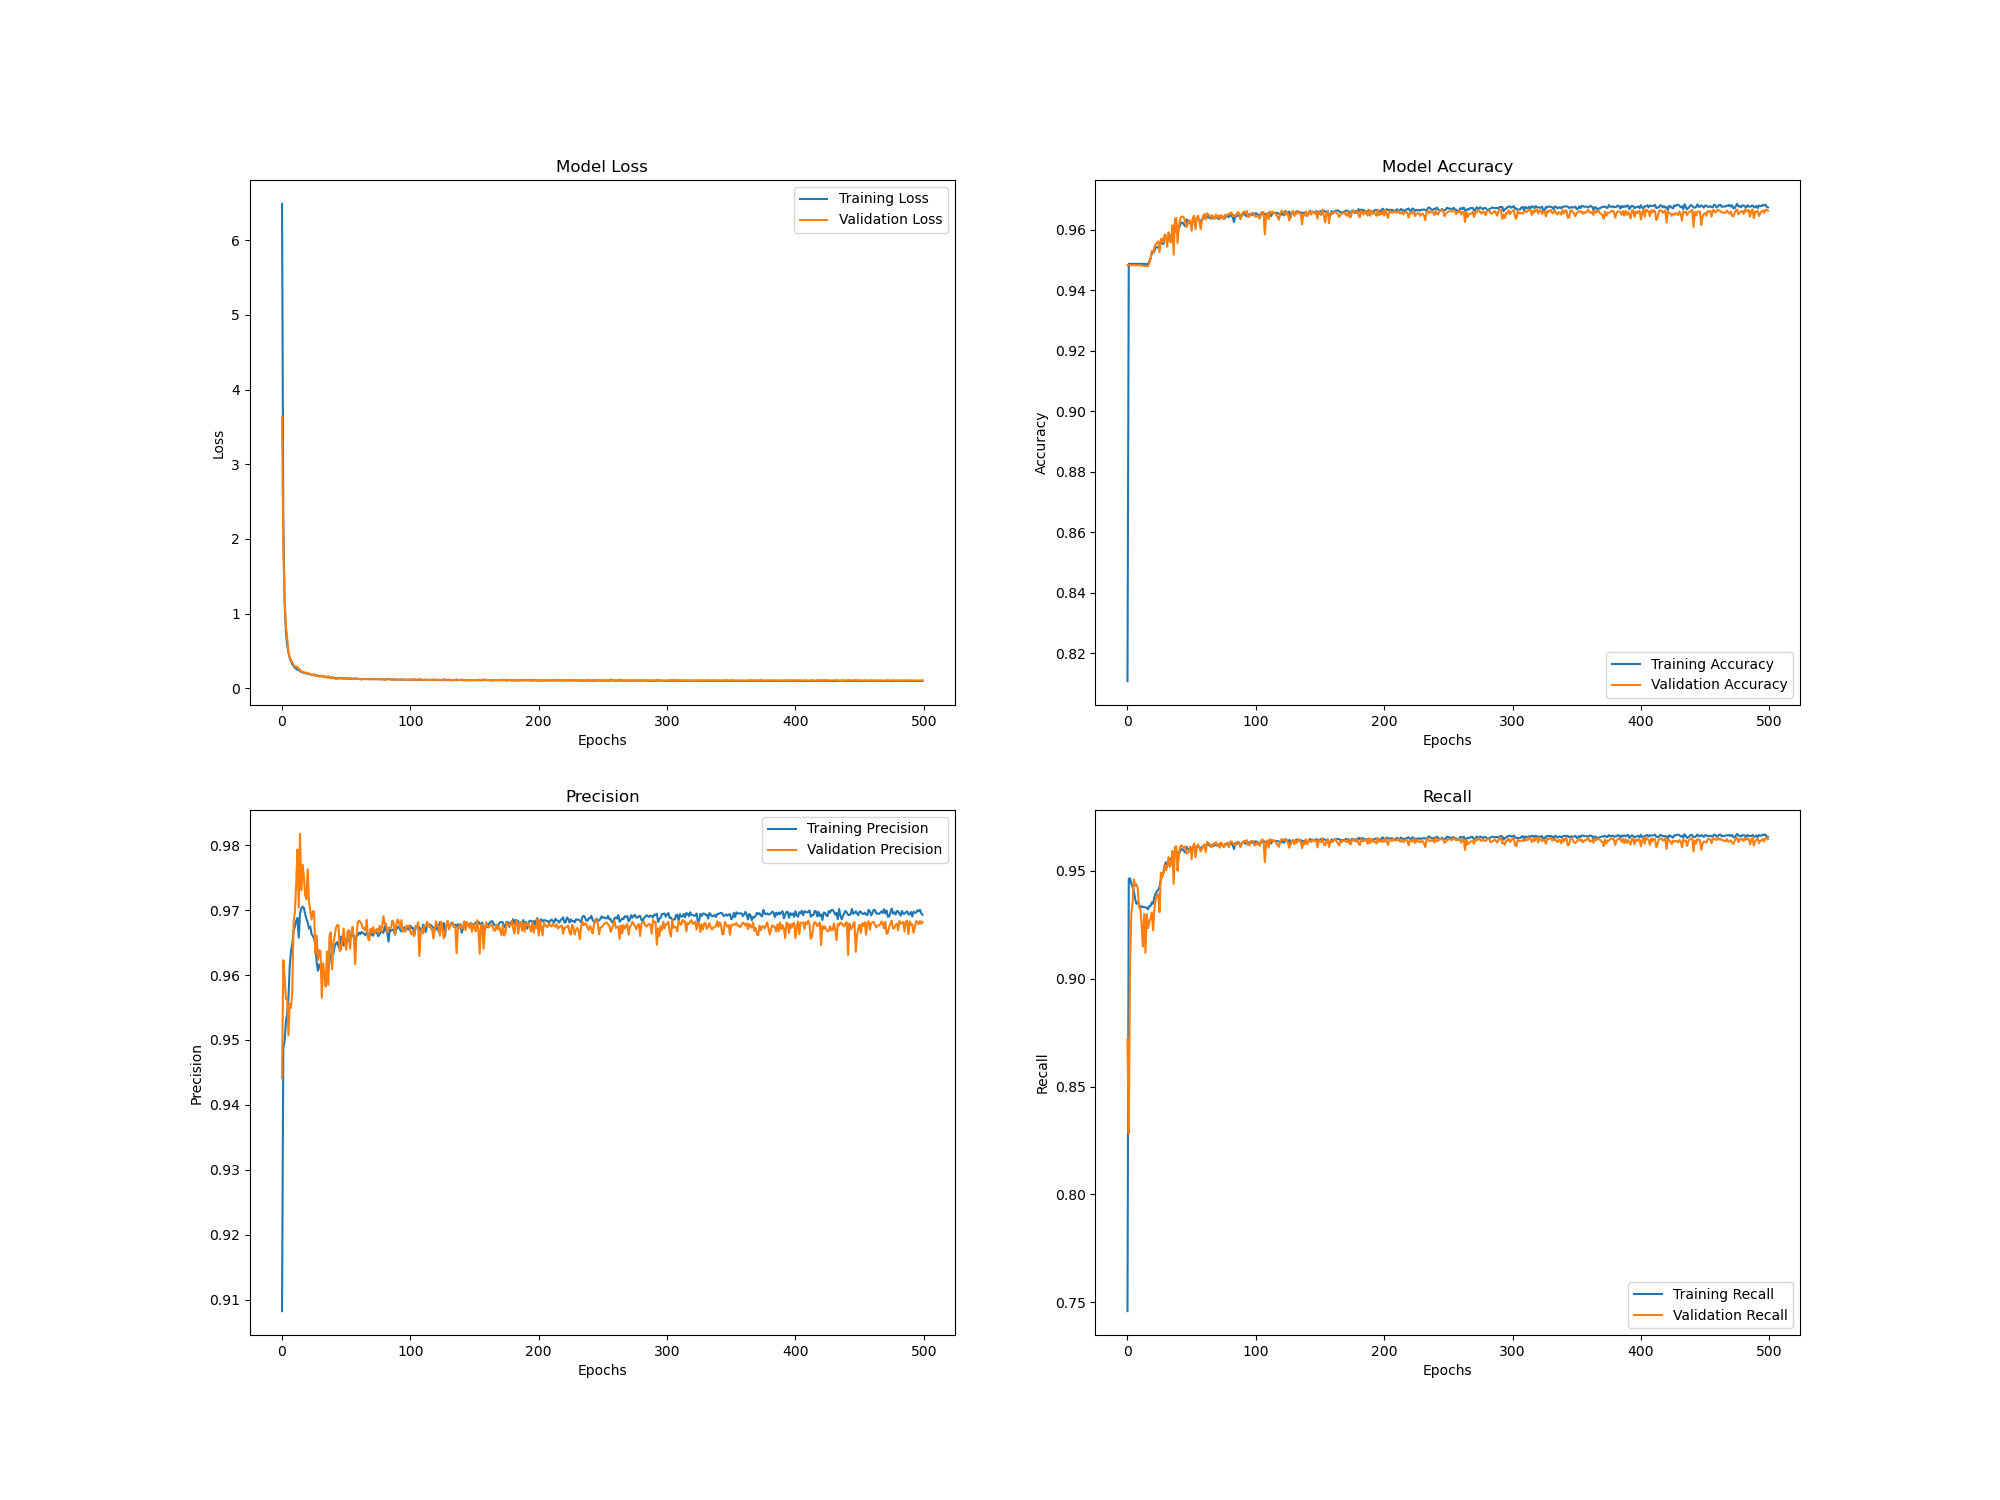 Model Loss
Training Loss
Validation Loss
Loss
6
5
4
3
2
1
0
0 100 200 300 400 500
Epochs
Model Accuracy
Accuracy
0.96
0.94
0.92
0.90
0.88
0.86
0.84
0.82
Training Accuracy
Validation Accuracy
0 100 200 300 400 500
Epochs
Precision
Training Precision
Validation Precision
Precision
0.98
0.97
0.96
0.95
0.94
0.93
0.92
0.91
0 100 200 300 400 500
Epochs
Recall
Recall
0.95
0.90
0.85
0.80
0.75
Training Recall
Validation Recall
0 100 200 300 400 500
Epochs